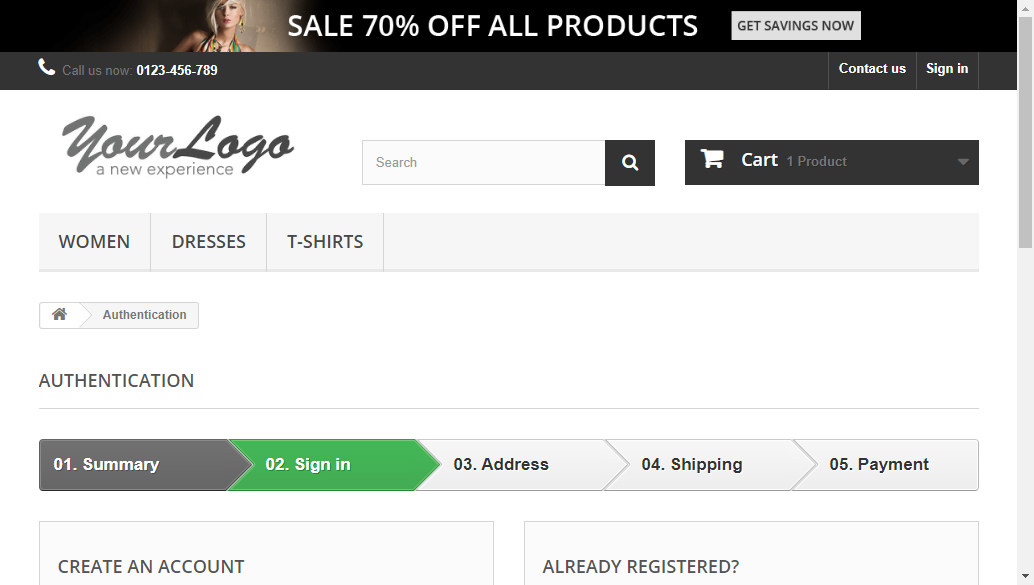 SALE 70% OFF ALL PRODUCTS GET SAVINGS NOW
Call us now: 0123-456-789 Contact us Sign in
YourLogo
a new experience
Search
Cart 1 Product
WOMEN DRESSES T-SHIRTS
Authentication
AUTHENTICATION
01. Summary 02. Sign in 03. Address 04. Shipping 05. Payment
CREATE AN ACCOUNT ALREADY REGISTERED?